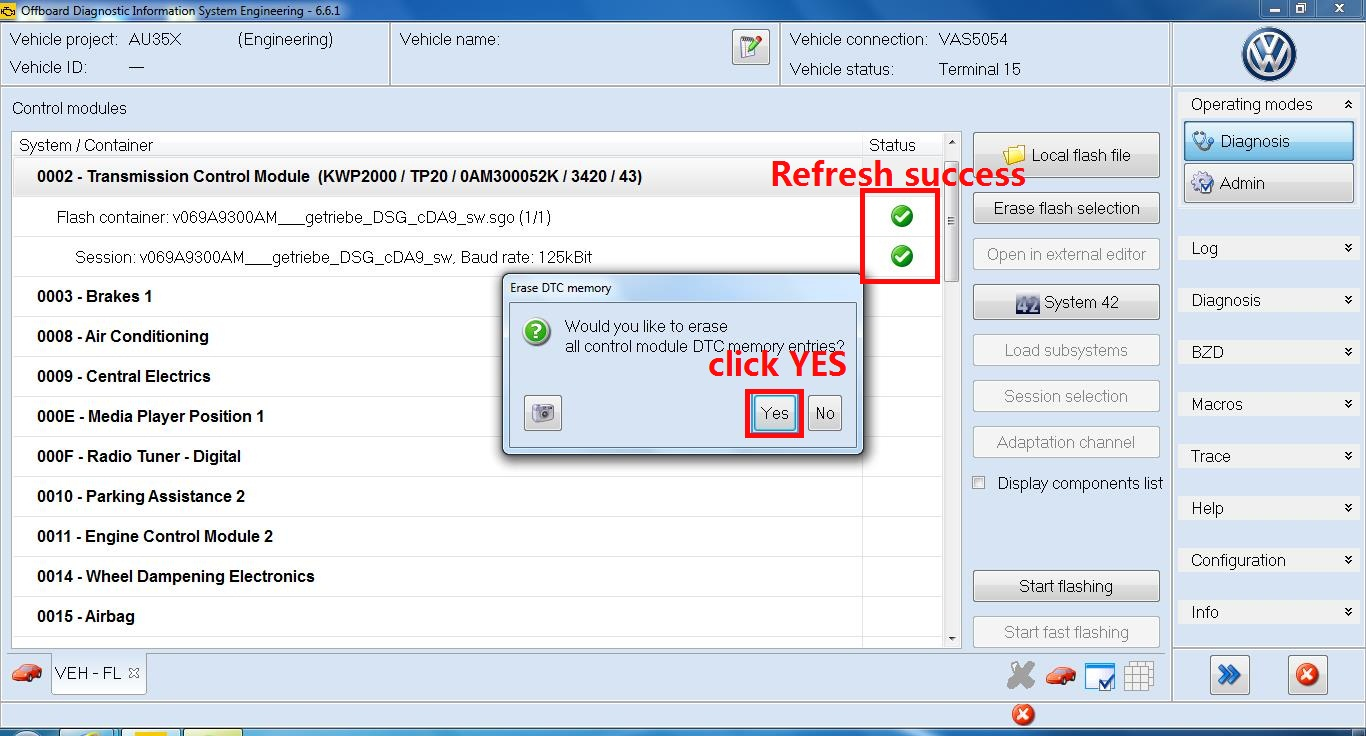 Offboard Diagnostic Information System Engineering - 6.6.1
Vehicle project: AU35X (Engineering)
Vehicle ID: —
Vehicle name:
Vehicle connection: VAS5054
Vehicle status: Terminal 15
Control modules
System / Container Status
0002 - Transmission Control Module (KWP2000 / TP20 / 0AM300052K / 3420 / 43)
Refresh success
Flash container: v069A9300AM___getriebe_DSG_cDA9_sw.sgo (1/1)
Session: v069A9300AM___getriebe_DSG_cDA9_sw, Baud rate: 125kBit
0003 - Brakes 1
0008 - Air Conditioning
0009 - Central Electrics
000E - Media Player Position 1
000F - Radio Tuner - Digital
0010 - Parking Assistance 2
0011 - Engine Control Module 2
0014 - Wheel Dampening Electronics
0015 - Airbag
Erase DTC memory
Would you like to erase
all control module DTC memory entries?
click YES
Yes
No
Local flash file
Erase flash selection
Open in external editor
42 System 42
Load subsystems
Session selection
Adaptation channel
Display components list
Start flashing
Start fast flashing
Operating modes
Diagnosis
Admin
Log
Diagnosis
BZD
Macros
Trace
Help
Configuration
Info
VEH - FL